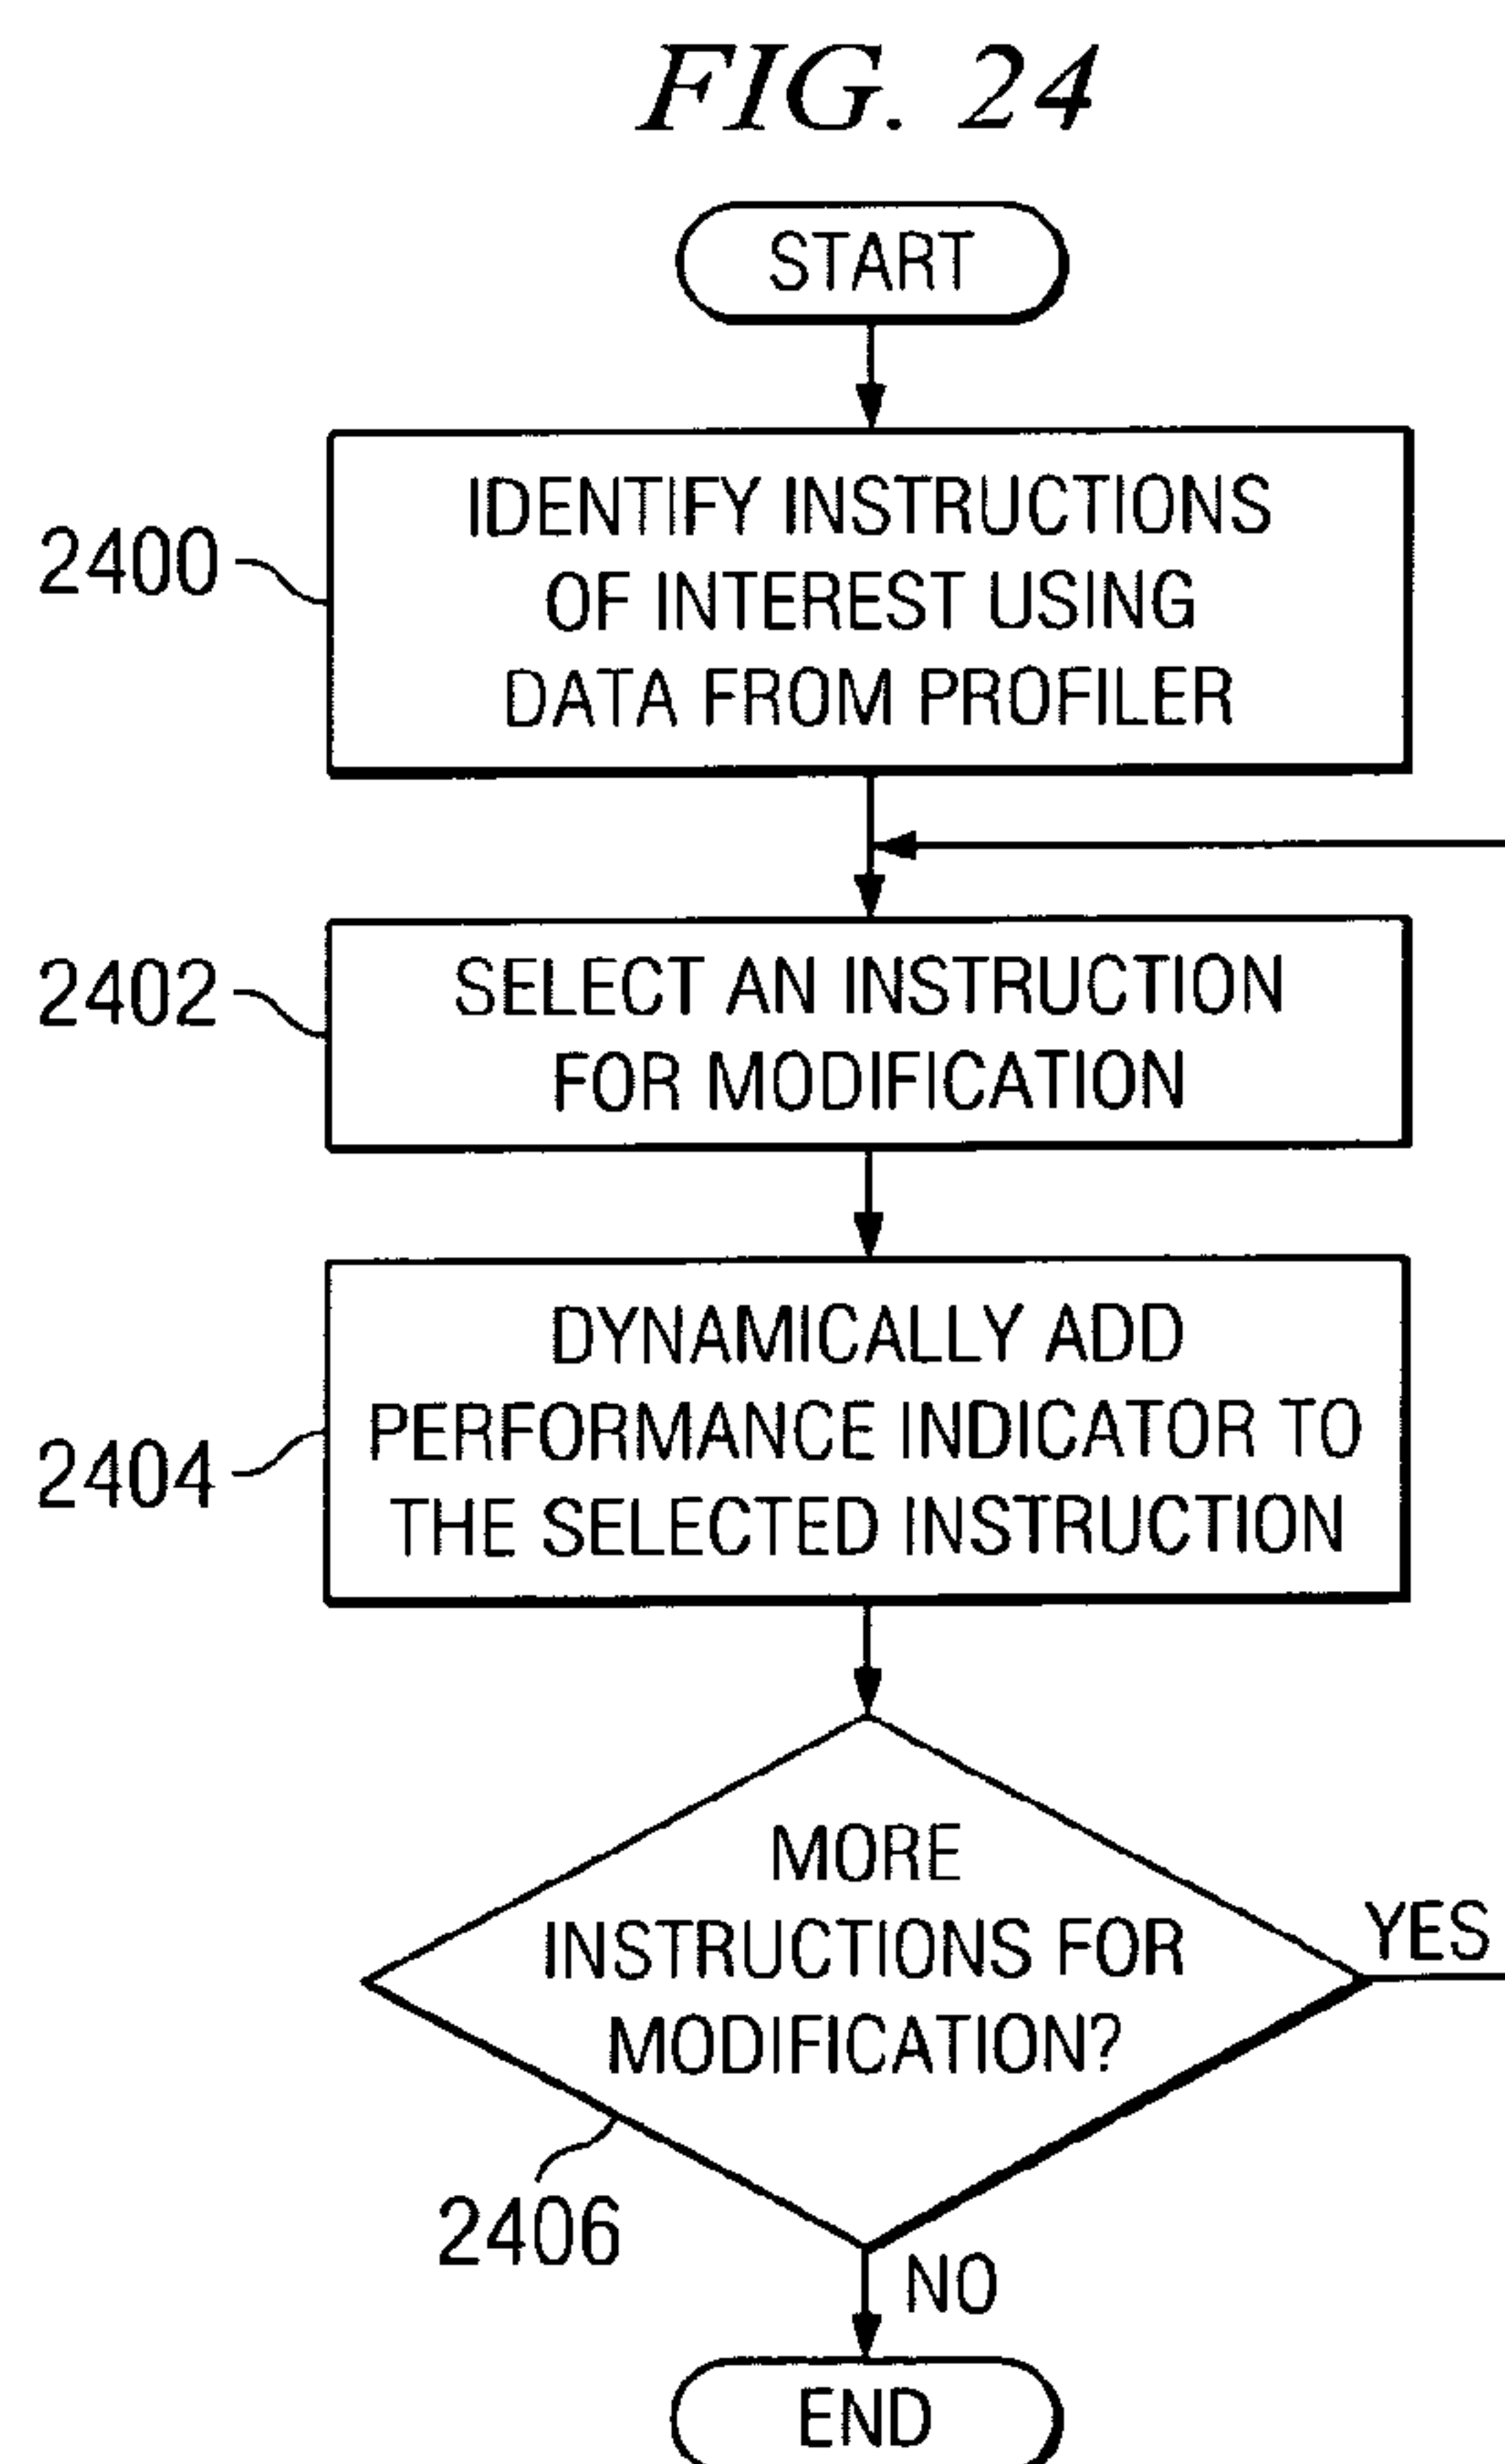 FIG. 24
START
2400
IDENTIFY INSTRUCTIONS
OF INTEREST USING
DATA FROM PROFILER
2402
SELECT AN INSTRUCTION
FOR MODIFICATION
2404
DYNAMICALLY ADD
PERFORMANCE INDICATOR TO
THE SELECTED INSTRUCTION
MORE
INSTRUCTIONS FOR
MODIFICATION?
YES
2406
NO
END